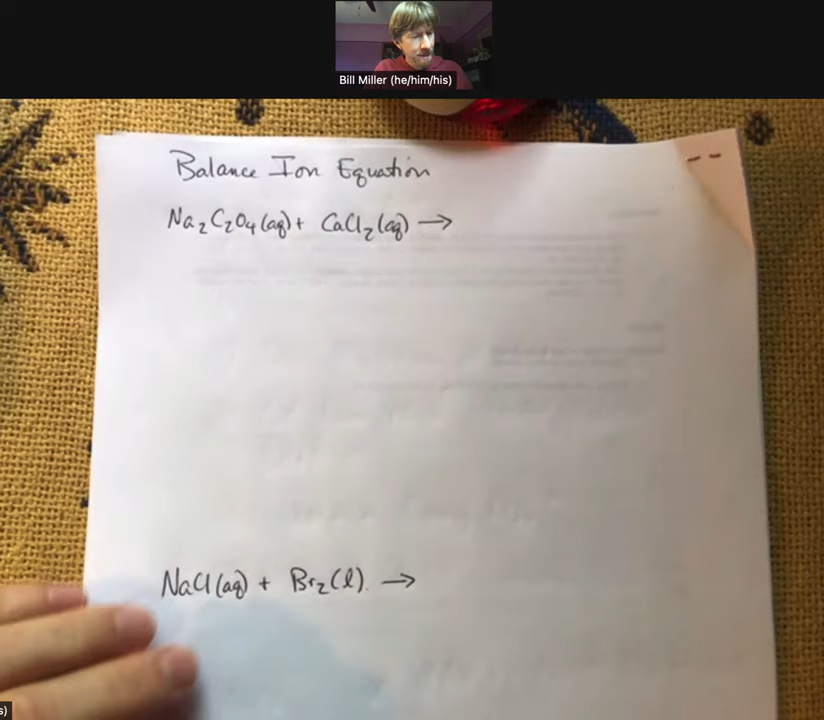 Bill Miller (he/him/his)
Balance Ion Equation
Na₂C₂O₄(aq) + CaCl₂(aq) →
NaCl(aq) + Br₂(l) →
s)